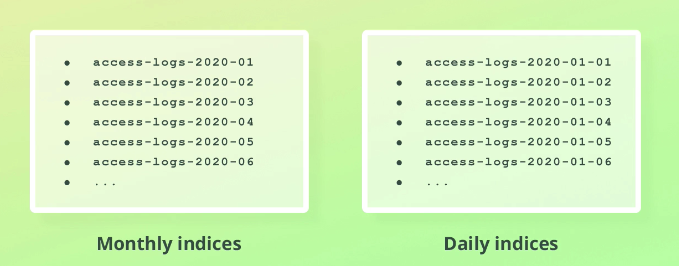 • access-logs-2020-01
• access-logs-2020-02
• access-logs-2020-03
• access-logs-2020-04
• access-logs-2020-05
• access-logs-2020-06
• ...
Monthly indices
• access-logs-2020-01-01
• access-logs-2020-01-02
• access-logs-2020-01-03
• access-logs-2020-01-04
• access-logs-2020-01-05
• access-logs-2020-01-06
• ...
Daily indices